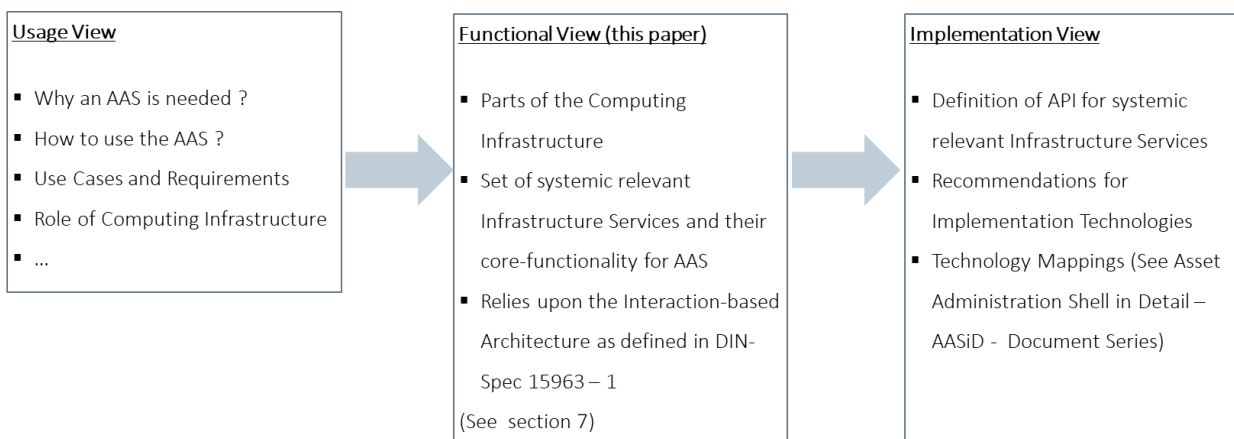 Usage View
▪ Why an AAS is needed ?
▪ How to use the AAS ?
▪ Use Cases and Requirements
▪ Role of Computing Infrastructure
▪ ...
Functional View (this paper)
▪ Parts of the Computing
Infrastructure
▪ Set of systemic relevant
Infrastructure Services and their
core-functionality for AAS
▪ Relies upon the Interaction-based
Architecture as defined in DIN-
Spec 15963 – 1
(See section 7)
Implementation View
▪ Definition of API for systemic
relevant Infrastructure Services
▪ Recommendations for
Implementation Technologies
▪ Technology Mappings (See Asset
Administration Shell in Detail –
AASiD - Document Series)